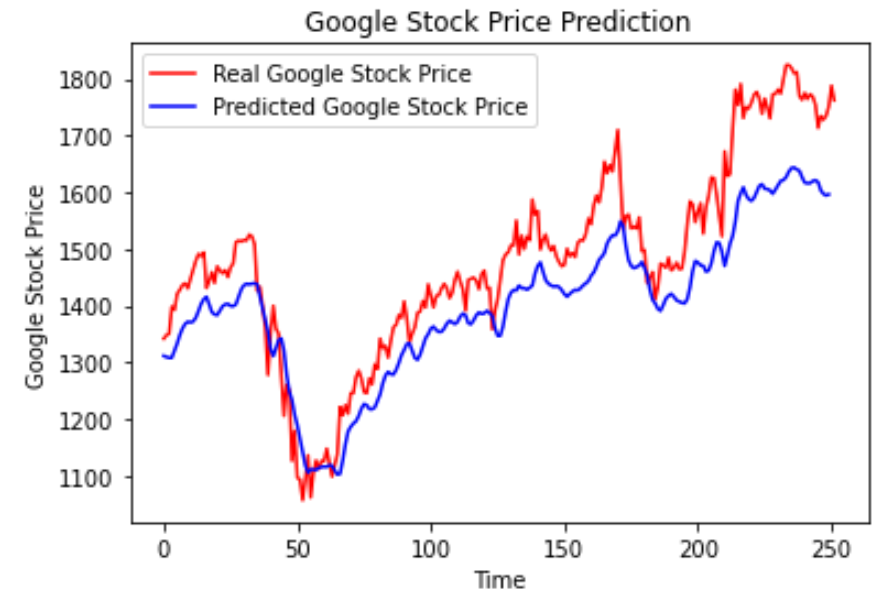 Google Stock Price Prediction
Real Google Stock Price
Predicted Google Stock Price
Google Stock Price
1800
1700
1600
1500
1400
1300
1200
1100
0 50 100 150 200 250
Time